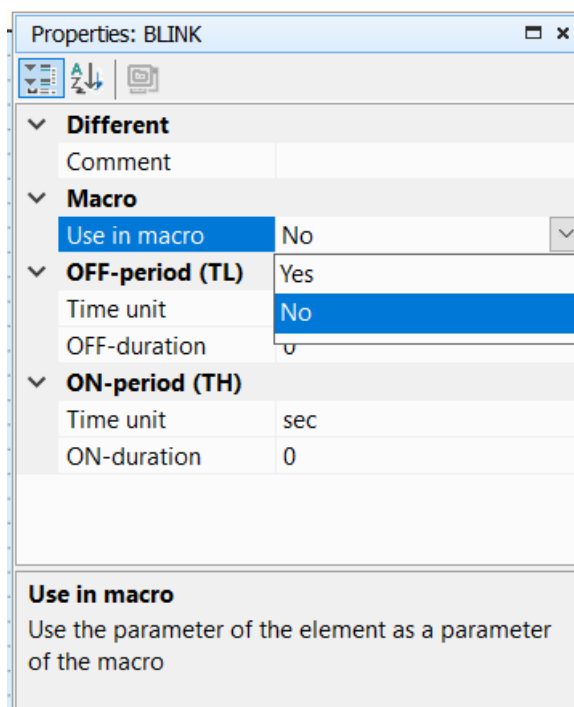 Properties: BLINK
Different
Comment
Macro
Use in macro No
Yes
OFF-period (TL)
No
Time unit
OFF-duration 0
ON-period (TH)
Time unit sec
ON-duration 0
Use in macro
Use the parameter of the element as a parameter
of the macro